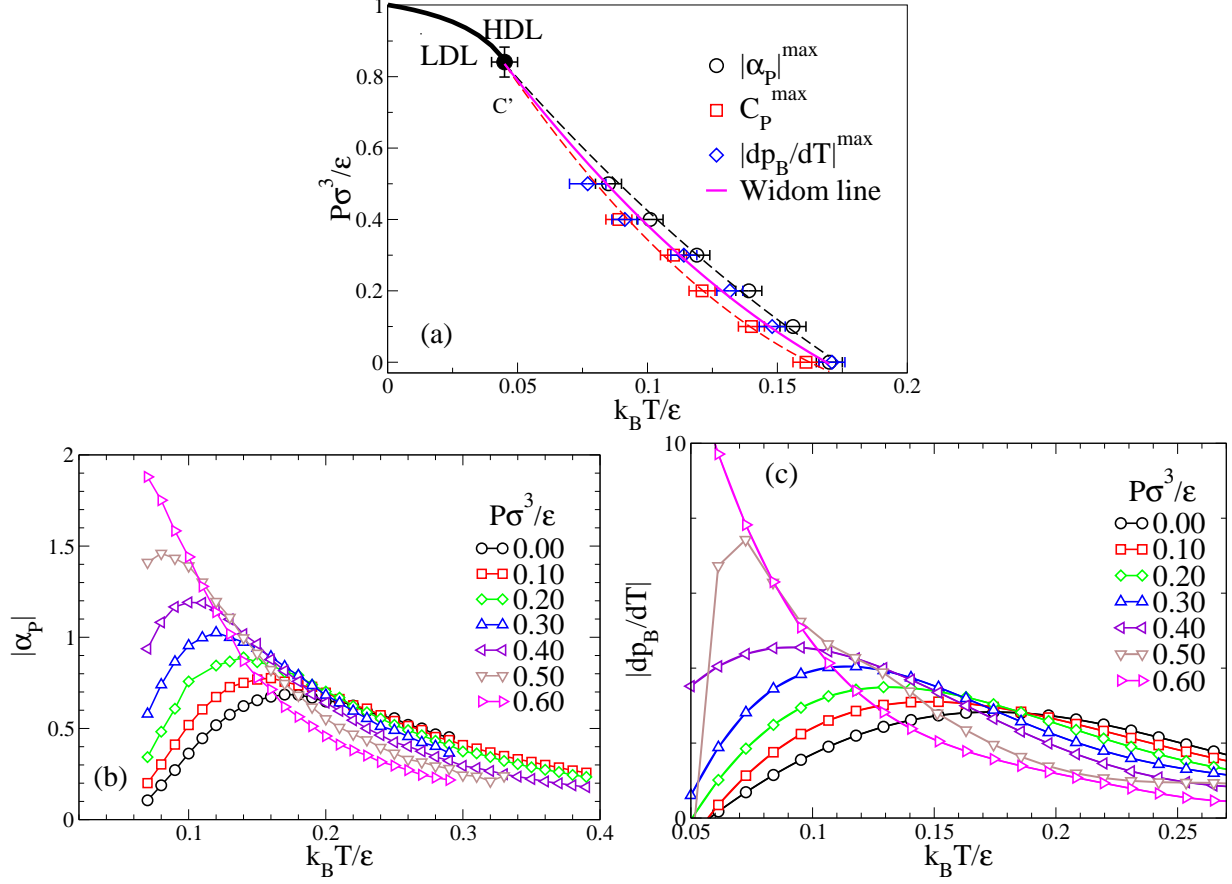 1
0.8
0.6
0.4
0.2
0
Pσ³/ε
HDL
LDL
C'
|α_P|^max
C_P^max
|dp_B/dT|^max
Widom line
(a)
0
0.05
0.1
0.15
0.2
k_B T/ε
2
1.5
1
0.5
0
|α_P|
Pσ³/ε
0.00
0.10
0.20
0.30
0.40
0.50
0.60
(b)
0.1
0.2
0.3
0.4
k_B T/ε
10
0
|dp_B/dT|
(c)
Pσ³/ε
0.00
0.10
0.20
0.30
0.40
0.50
0.60
0.05
0.1
0.15
0.2
0.25
k_B T/ε